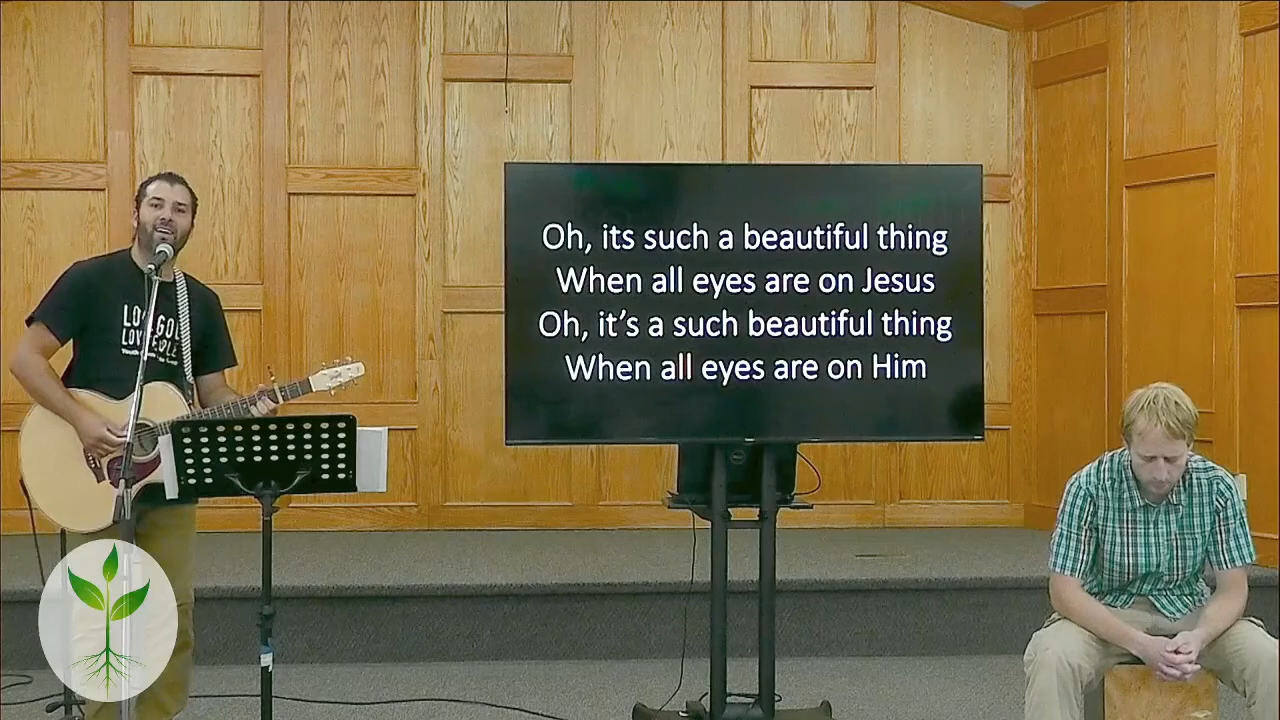 Oh, its such a beautiful thing
When all eyes are on Jesus
Oh, it's a such beautiful thing
When all eyes are on Him